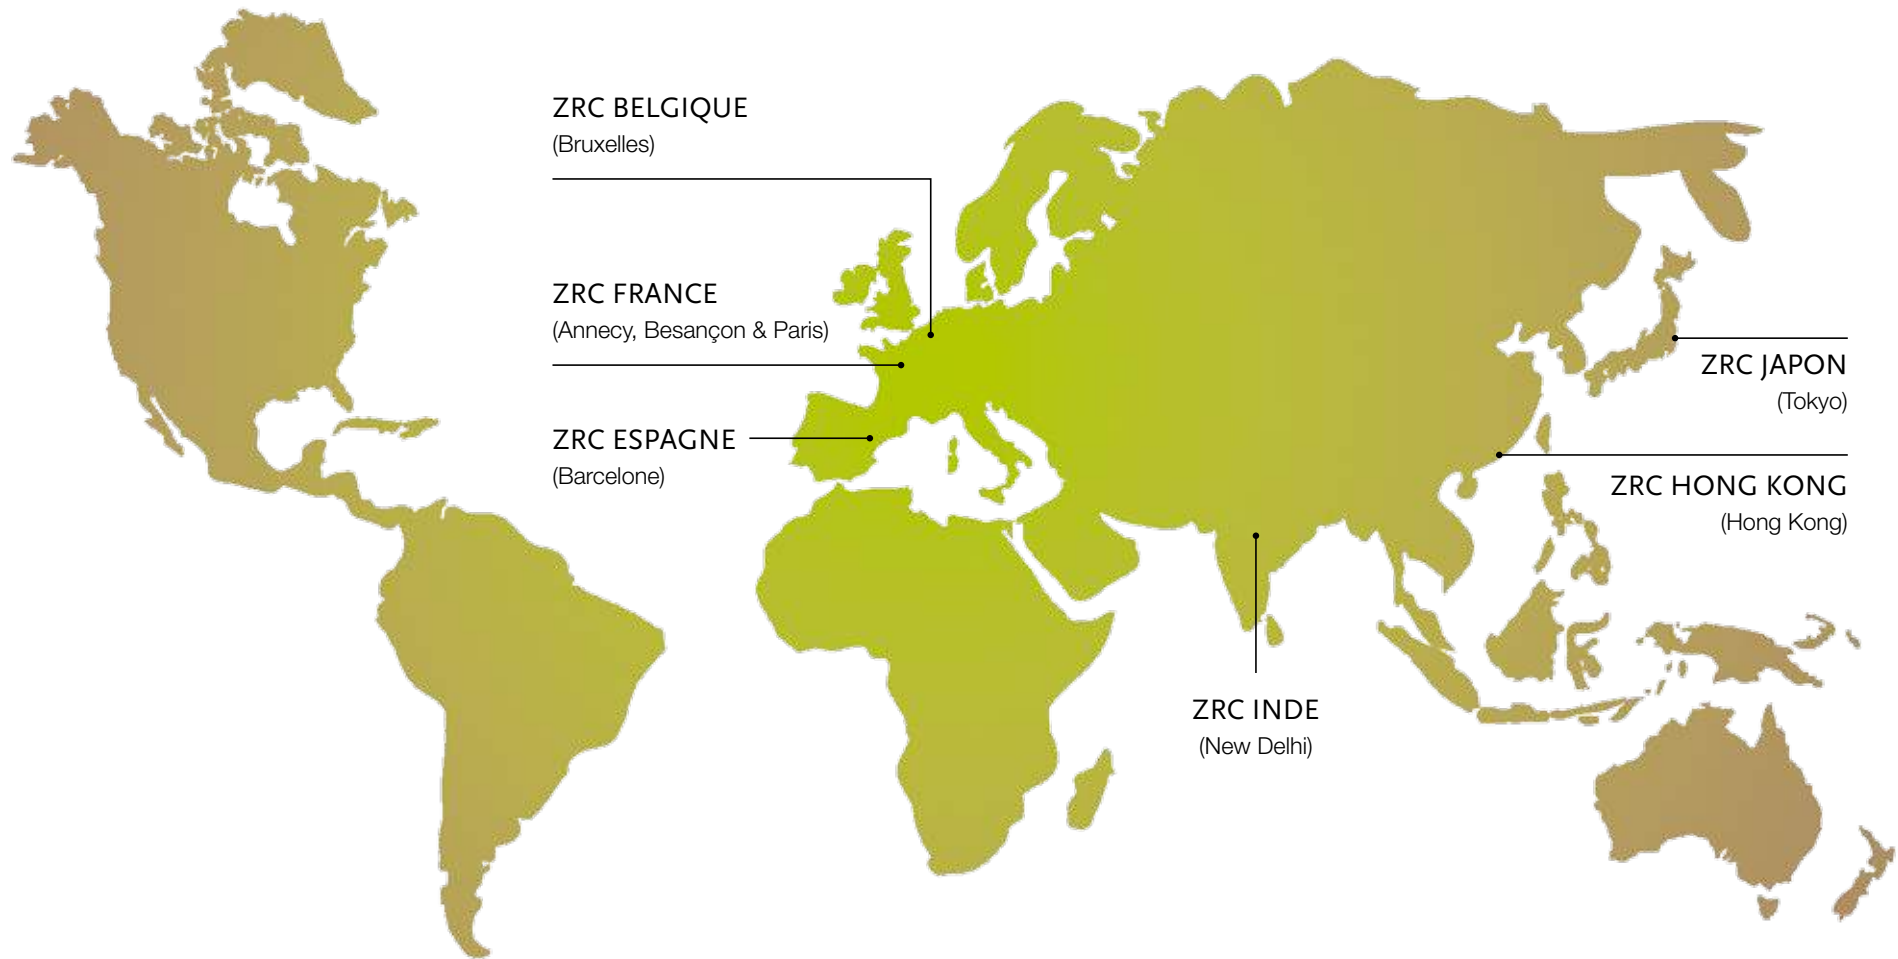 ZRC BELGIQUE
(Bruxelles)
ZRC FRANCE
(Annecy, Besançon & Paris)
ZRC ESPAGNE
(Barcelone)
ZRC JAPON
(Tokyo)
ZRC HONG KONG
(Hong Kong)
ZRC INDE
(New Delhi)